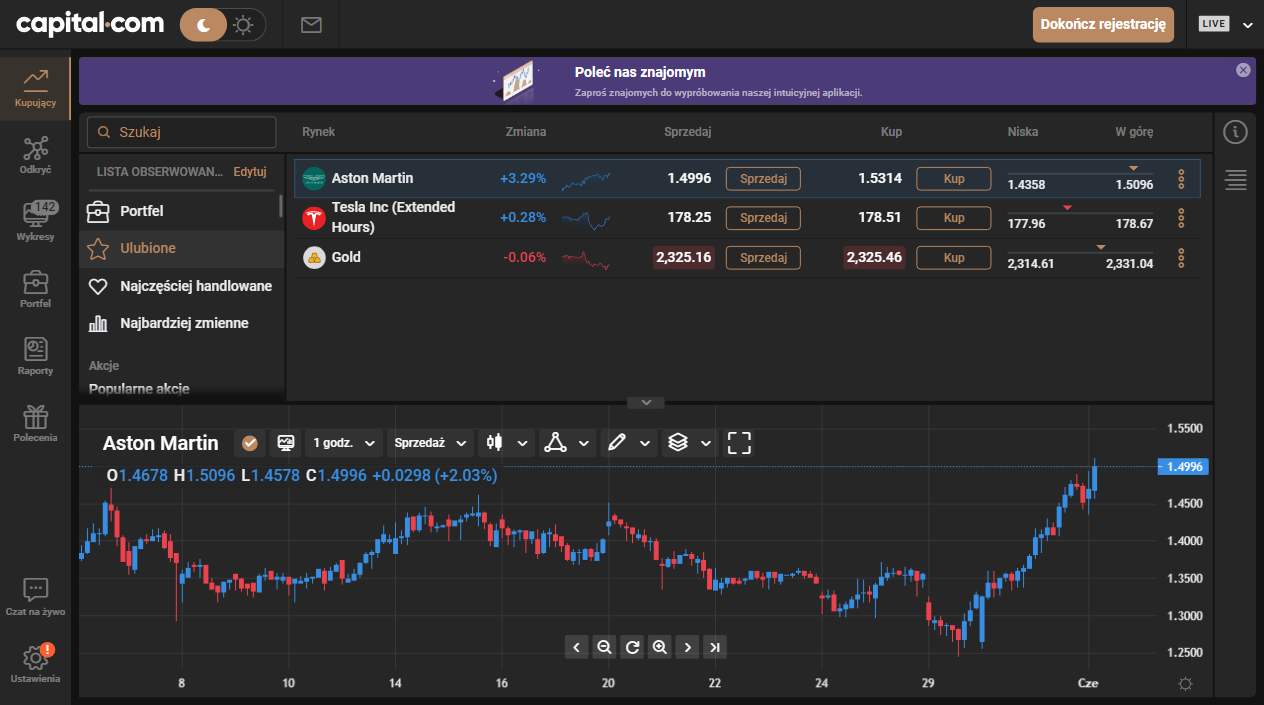 capital.com
Dokończ rejestrację
LIVE
Poleć nas znajomym
Zaproś znajomych do wypróbowania naszej intuicyjnej aplikacji.
Kupujący
Odkryć
142
Wykresy
Portfel
Raporty
Polecenia
Czat na żywo
!
Ustawienia
Szukaj
LISTA OBSERWOWAN... Edytuj
Portfel
Ulubione
Najczęściej handlowane
Najbardziej zmienne
Akcje
Popularne akcje
Rynek Zmiana Sprzedaj Kup Niska W górę
Aston Martin +3.29% 1.4996 Sprzedaj 1.5314 Kup 1.4358 1.5096
Tesla Inc (Extended
Hours) +0.28% 178.25 Sprzedaj 178.51 Kup 177.96 178.67
Gold -0.06% 2,325.16 Sprzedaj 2,325.46 Kup 2,314.61 2,331.04
Aston Martin 1 godz. Sprzedaż
O1.4678 H1.5096 L1.4578 C1.4996 +0.0298 (+2.03%)
1.5500
1.4996
1.4500
1.4000
1.3500
1.3000
1.2500
8 10 14 16 20 22 24 29 Cze